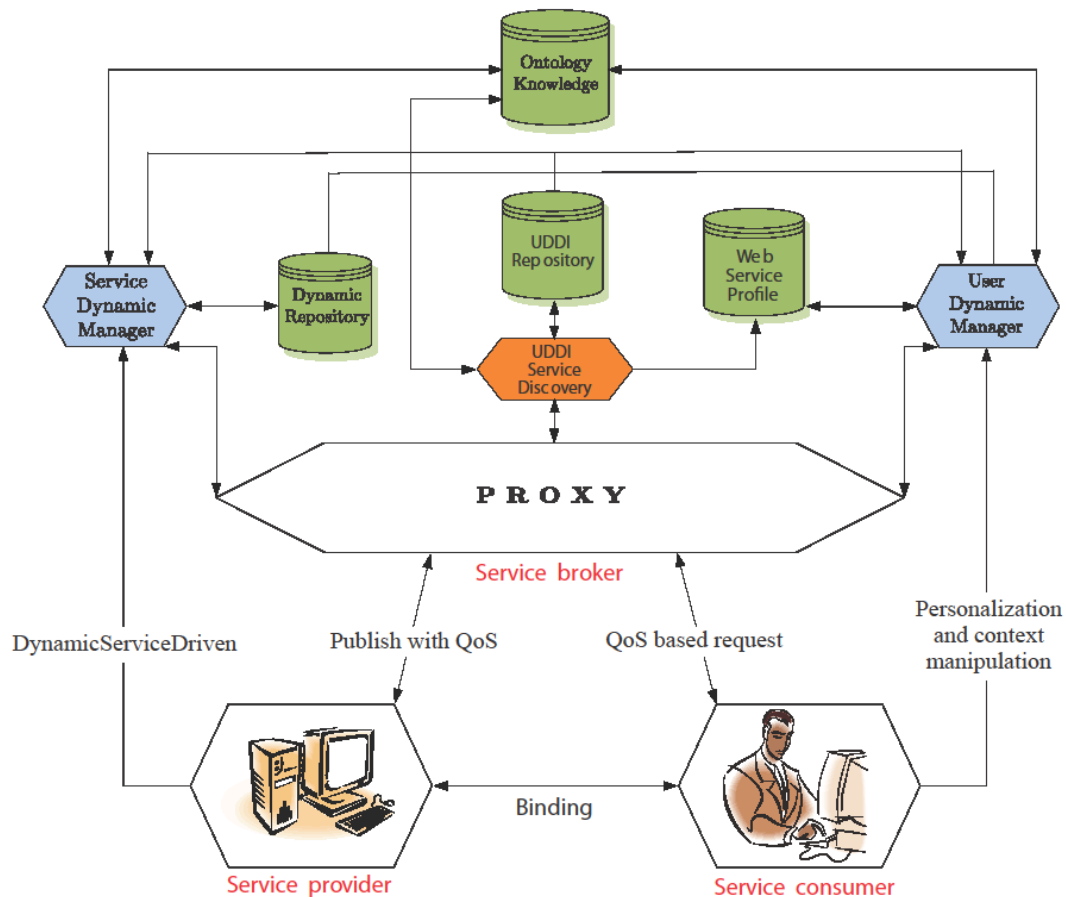 Ontology
Knowledge
UDDI
Repository
Web
Service
Profile
Service
Dynamic
Manager
Dynamic
Repository
User
Dynamic
Manager
UDDI
Service
Discovery
PROXY
Service broker
DynamicServiceDriven
Publish with QoS
QoS based request
Personalization
and context
manipulation
Binding
Service provider
Service consumer